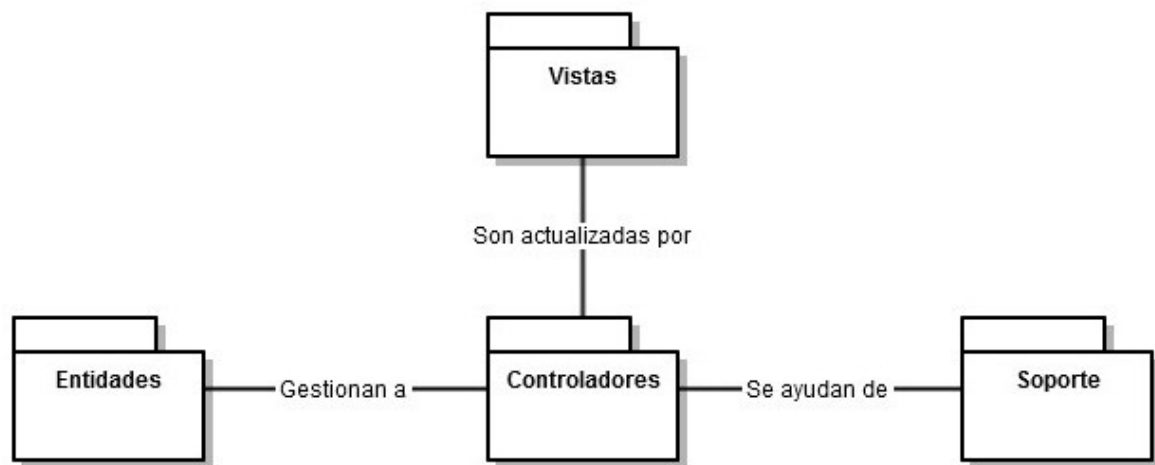 Vistas
Son actualizadas por
Entidades
Gestionan a
Controladores
Se ayudan de
Soporte